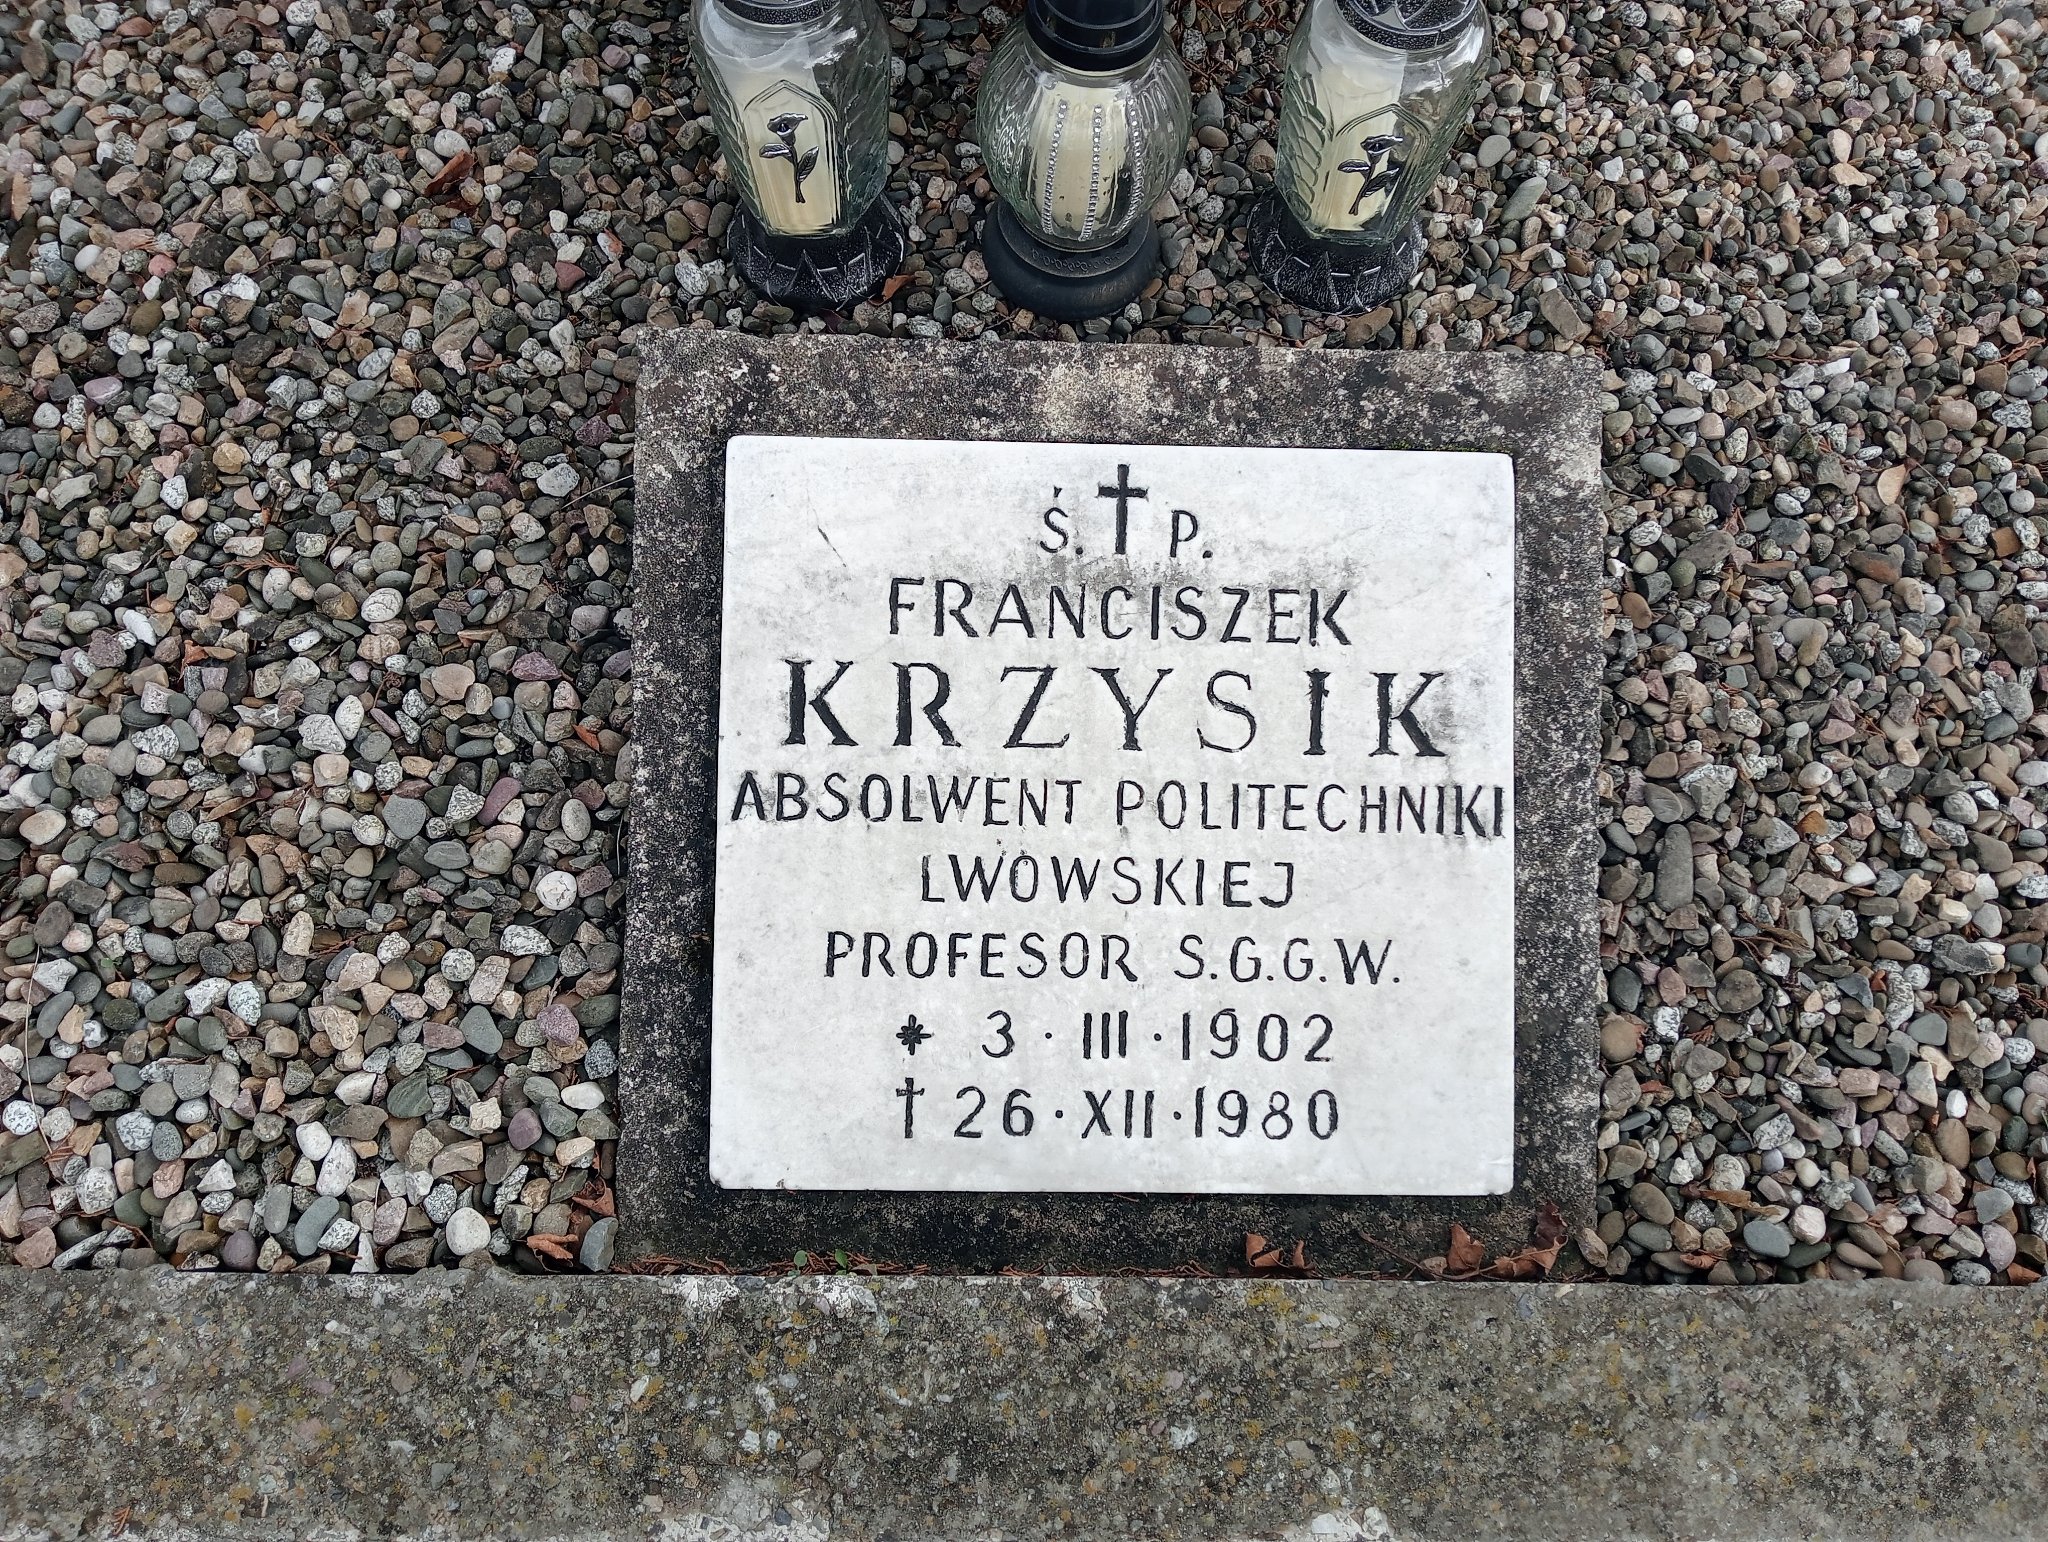 Ś. † P.
FRANCISZEK
KRZYSIK
ABSOLWENT POLITECHNIKI
LWOWSKIEJ
PROFESOR S.G.G.W.
* 3 · III · 1902
† 26 · XII · 1980